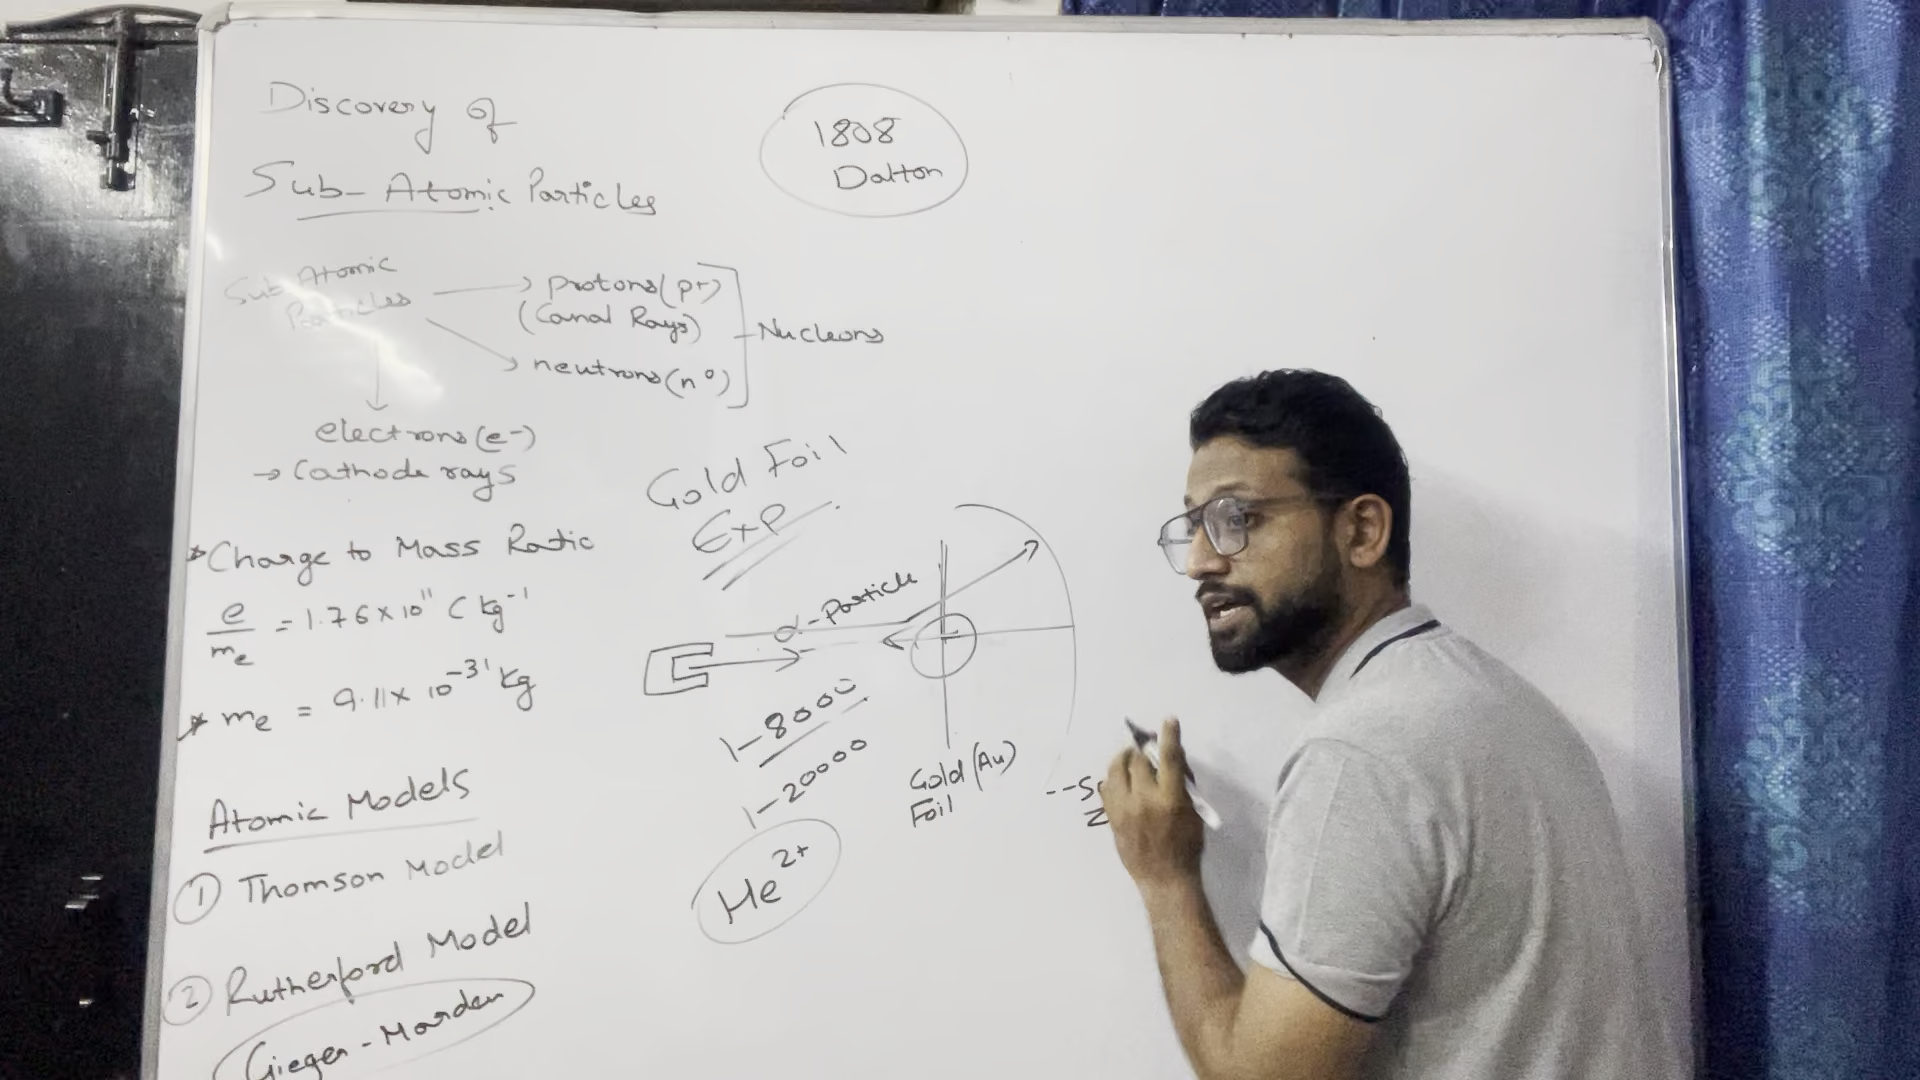 Discovery of
Sub-Atomic Particles
1808
Dalton
Sub Atomic
Particles
protons (p+)
(Canal Rays)
neutrons (n⁰)
Nucleons
electrons (e-)
→ Cathode rays
* Charge to Mass Ratio
e/mₑ = 1.76 × 10¹¹ C kg⁻¹
* mₑ = 9.11 × 10⁻³¹ kg
Atomic Models
① Thomson Model
② Rutherford Model
Gieger - Marsden
Gold Foil
Exp
α-Particle
1-8000
1-20000
He²⁺
Gold (Au)
Foil